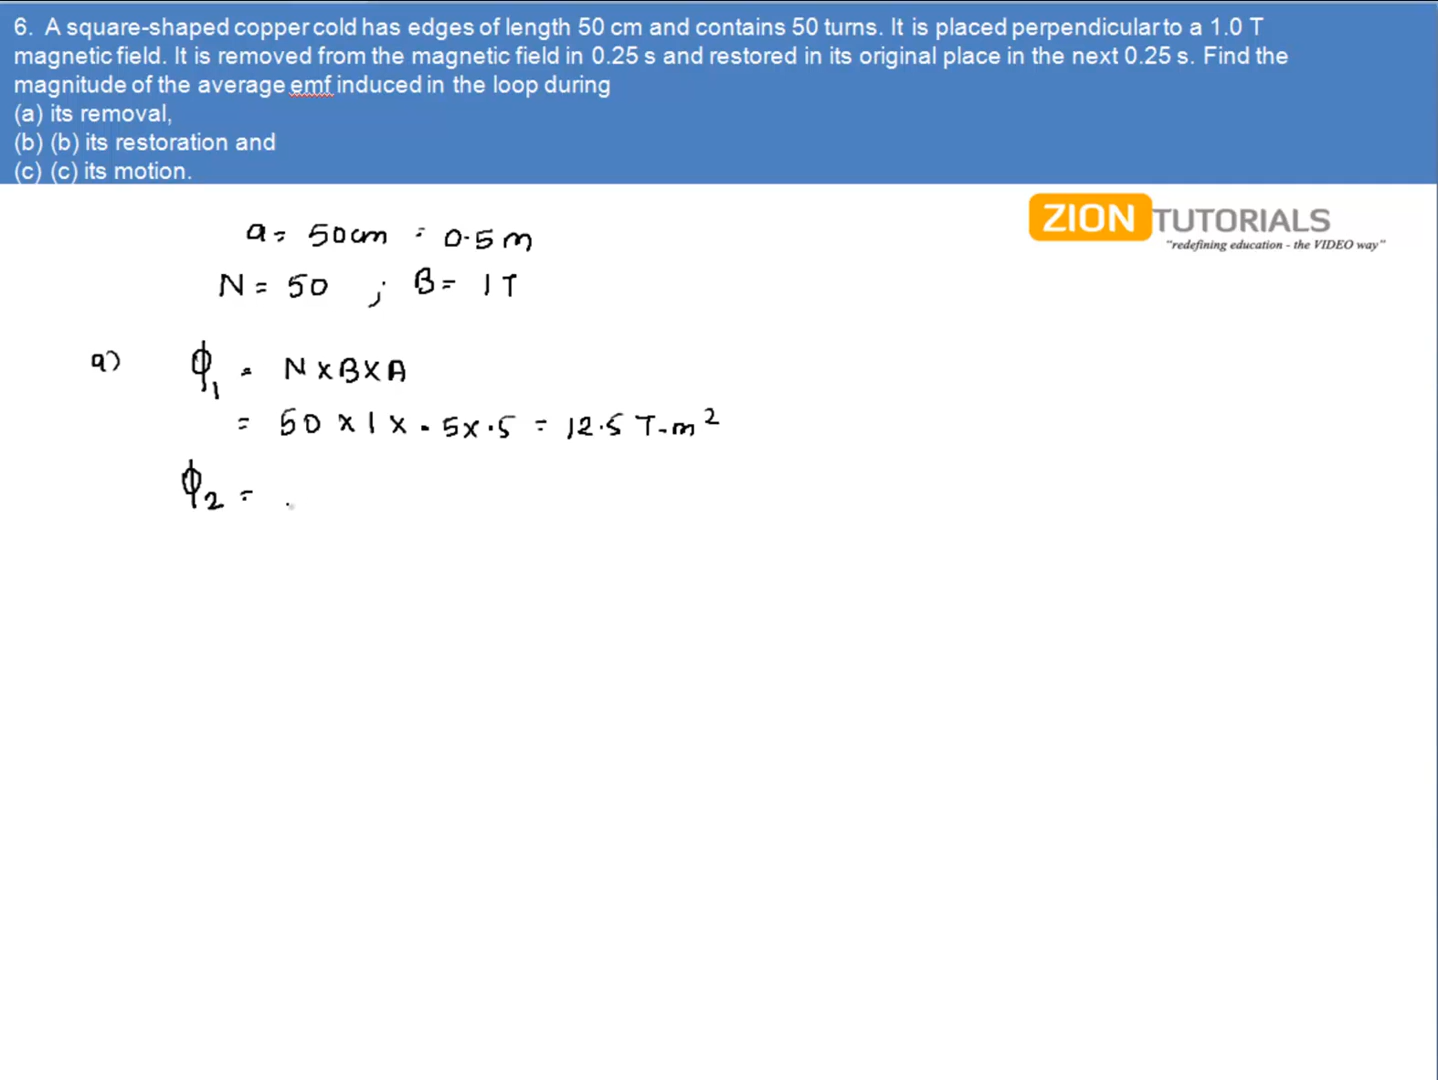 6. A square-shaped copper cold has edges of length 50 cm and contains 50 turns. It is placed perpendicular to a 1.0 T
magnetic field. It is removed from the magnetic field in 0.25 s and restored in its original place in the next 0.25 s. Find the
magnitude of the average emf induced in the loop during
(a) its removal,
(b) (b) its restoration and
(c) (c) its motion.
ZION TUTORIALS
"redefining education - the VIDEO way"
a = 50cm = 0.5 m
N = 50 ; B = 1 T
a) ϕ1 = N x B x A
= 50 x 1 x .5 x .5 = 12.5 T-m²
ϕ2 =